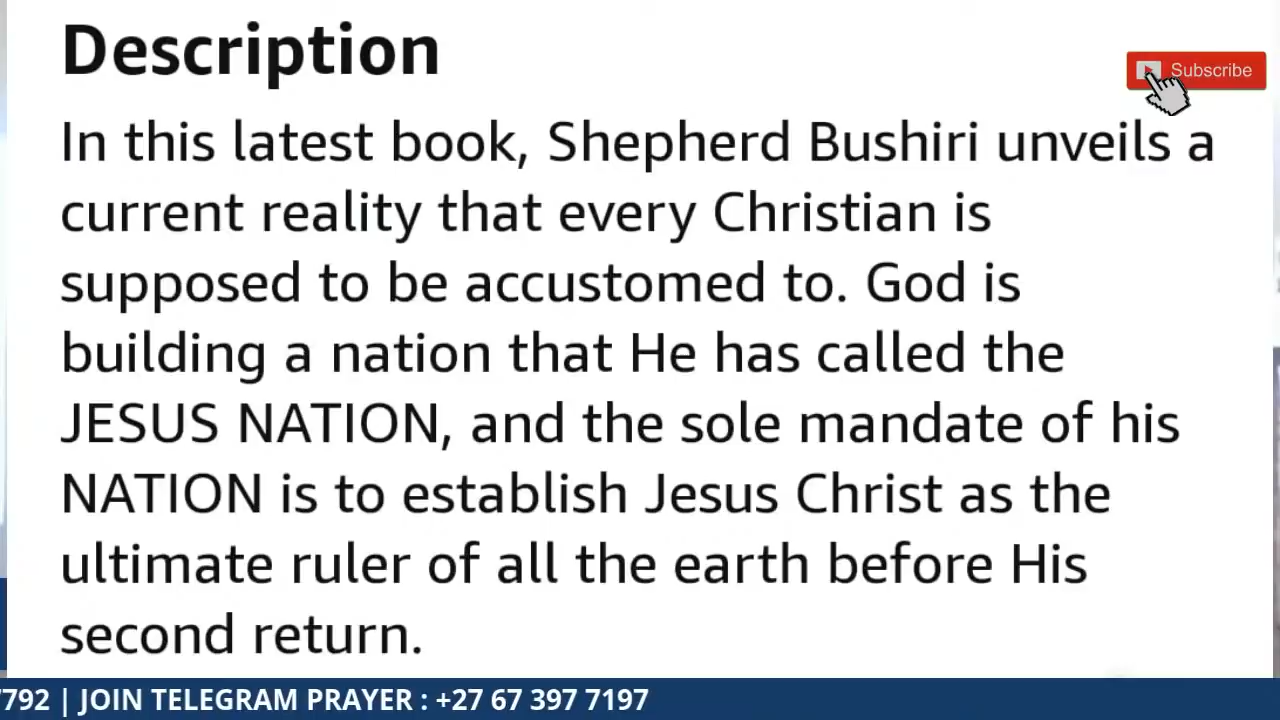 Description
Subscribe
In this latest book, Shepherd Bushiri unveils a
current reality that every Christian is
supposed to be accustomed to. God is
building a nation that He has called the
JESUS NATION, and the sole mandate of his
NATION is to establish Jesus Christ as the
ultimate ruler of all the earth before His
second return.
792 | JOIN TELEGRAM PRAYER : +27 67 397 7197